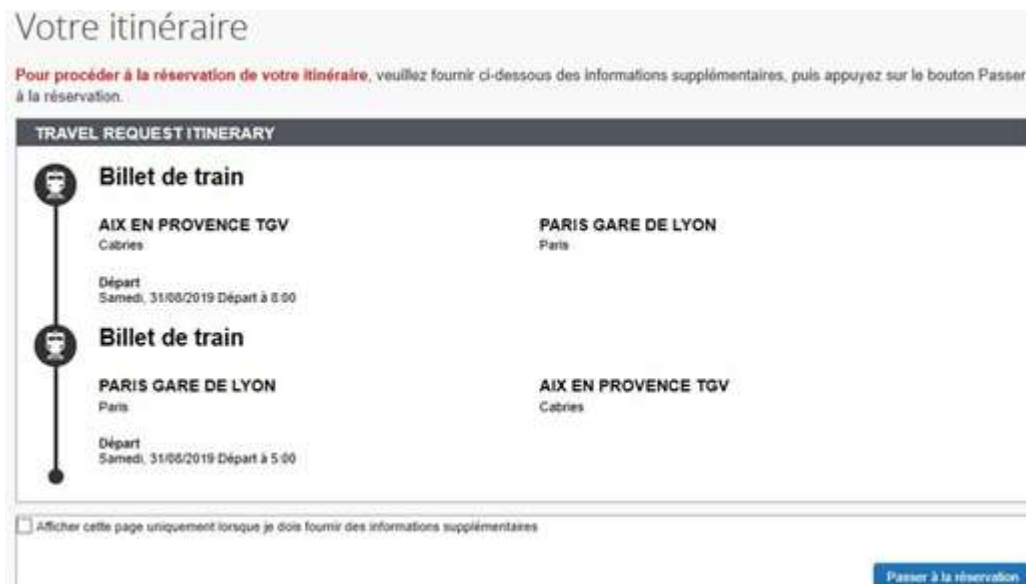 Votre itinéraire
Pour procéder à la réservation de votre itinéraire, veuillez fournir ci-dessous des informations supplémentaires, puis appuyez sur le bouton Passer
à la réservation.
TRAVEL REQUEST ITINERARY
Billet de train
AIX EN PROVENCE TGV
PARIS GARE DE LYON
Cabries
Paris
Départ
Samedi, 31/08/2019 Départ à 8:00
Billet de train
PARIS GARE DE LYON
AIX EN PROVENCE TGV
Paris
Cabries
Départ
Samedi, 31/08/2019 Départ à 5:00
Afficher cette page uniquement lorsque je dois fournir des informations supplémentaires
Passer à la réservation